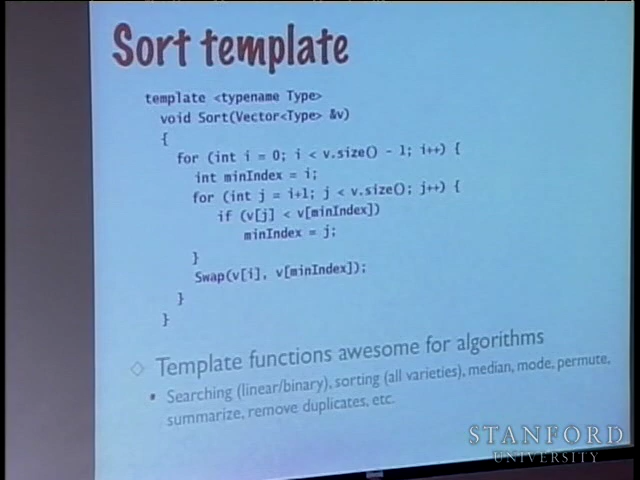 Sort template
template <typename Type>
void Sort(Vector<Type> &v)
{
for (int i = 0; i < v.size() - 1; i++) {
int minIndex = i;
for (int j = i+1; j < v.size(); j++) {
if (v[j] < v[minIndex])
minIndex = j;
}
Swap(v[i], v[minIndex]);
}
}
Template functions awesome for algorithms
Searching (linear/binary), sorting (all varieties), median, mode, permute,
summarize, remove duplicates, etc.
STANFORD
UNIVERSITY